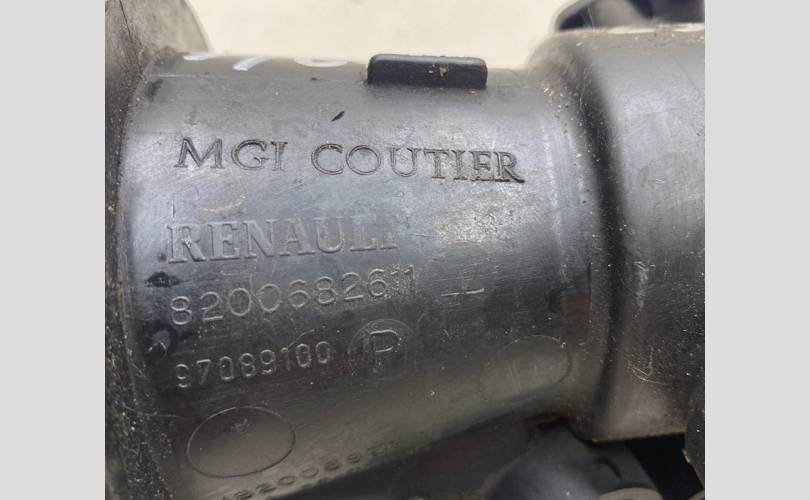 MGI COUTIER
RENAULT
8200682611
97089100 P